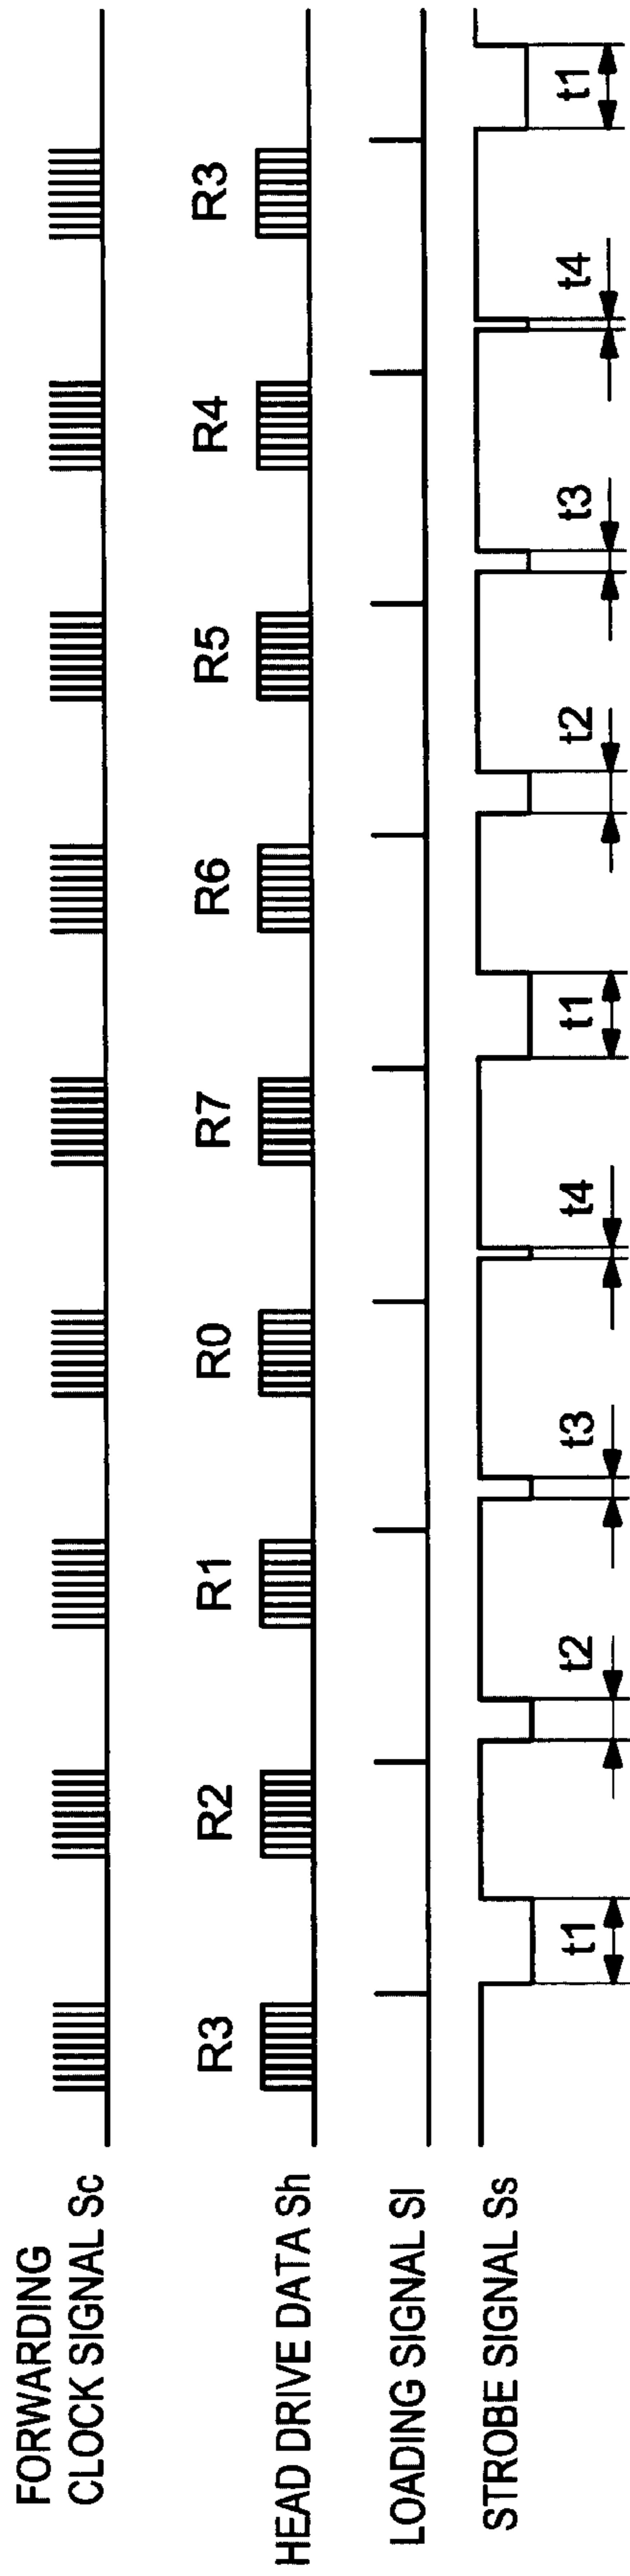 FORWARDING
CLOCK SIGNAL Sc
HEAD DRIVE DATA Sh
R3 R2 R1 R0 R7 R6 R5 R4 R3
LOADING SIGNAL Sl
STROBE SIGNAL Ss
t1 t2 t3 t4 t1 t2 t3 t4 t1